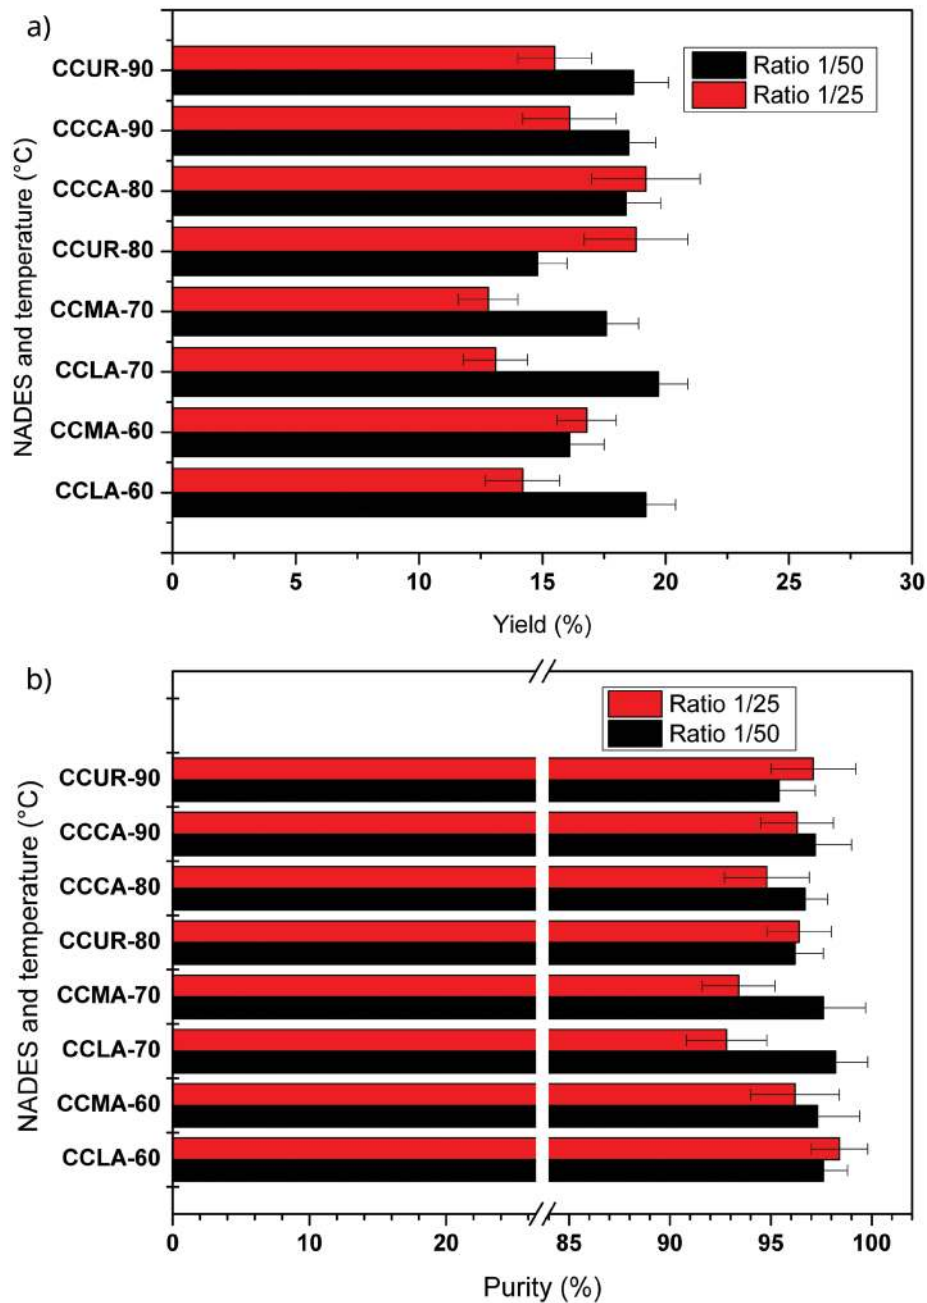 a)
Ratio 1/50
Ratio 1/25
CCUR-90
CCCA-90
CCCA-80
CCUR-80
CCMA-70
CCLA-70
CCMA-60
CCLA-60
NADES and temperature (°C)
0 5 10 15 20 25 30
Yield (%)
b)
Ratio 1/25
Ratio 1/50
CCUR-90
CCCA-90
CCCA-80
CCUR-80
CCMA-70
CCLA-70
CCMA-60
CCLA-60
NADES and temperature (°C)
0 10 20 85 90 95 100
Purity (%)